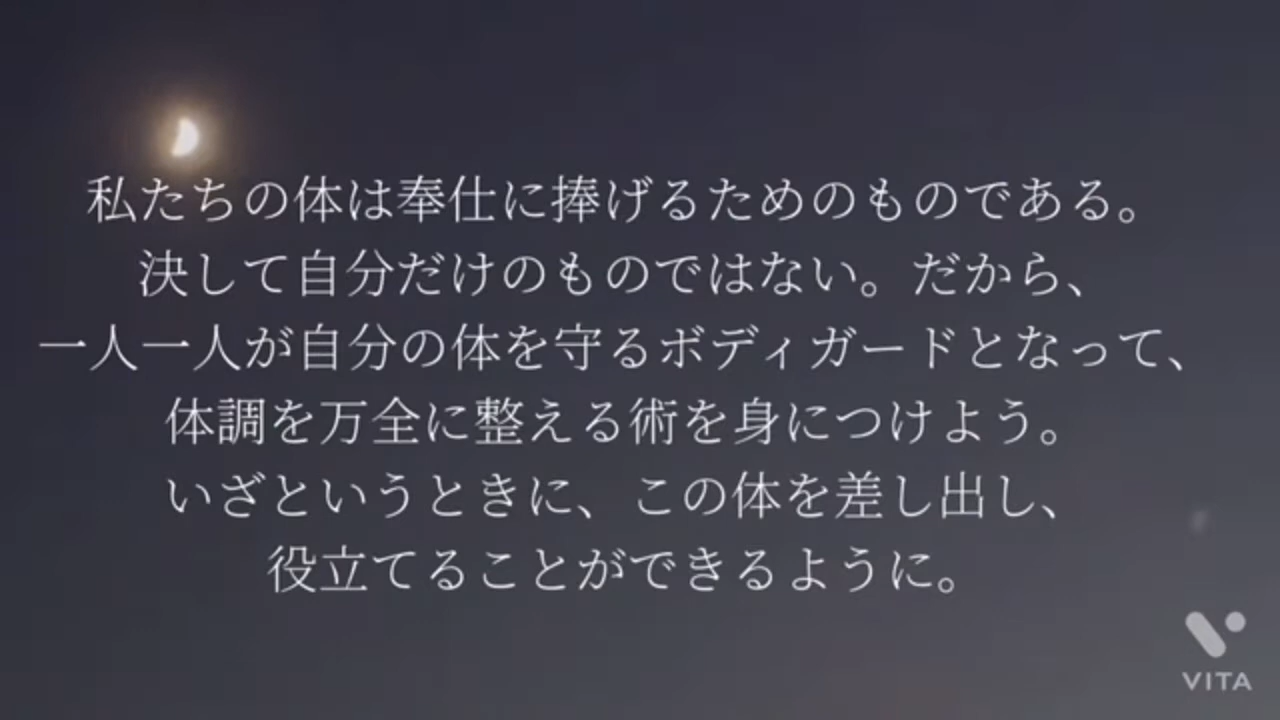 私たちの体は奉仕に捧げるためのものである。
決して自分だけのものではない。だから、
一人一人が自分の体を守るボディガードとなって、
体調を万全に整える術を身につけよう。
いざというときに、この体を差し出し、
役立てることができるように。
VITA